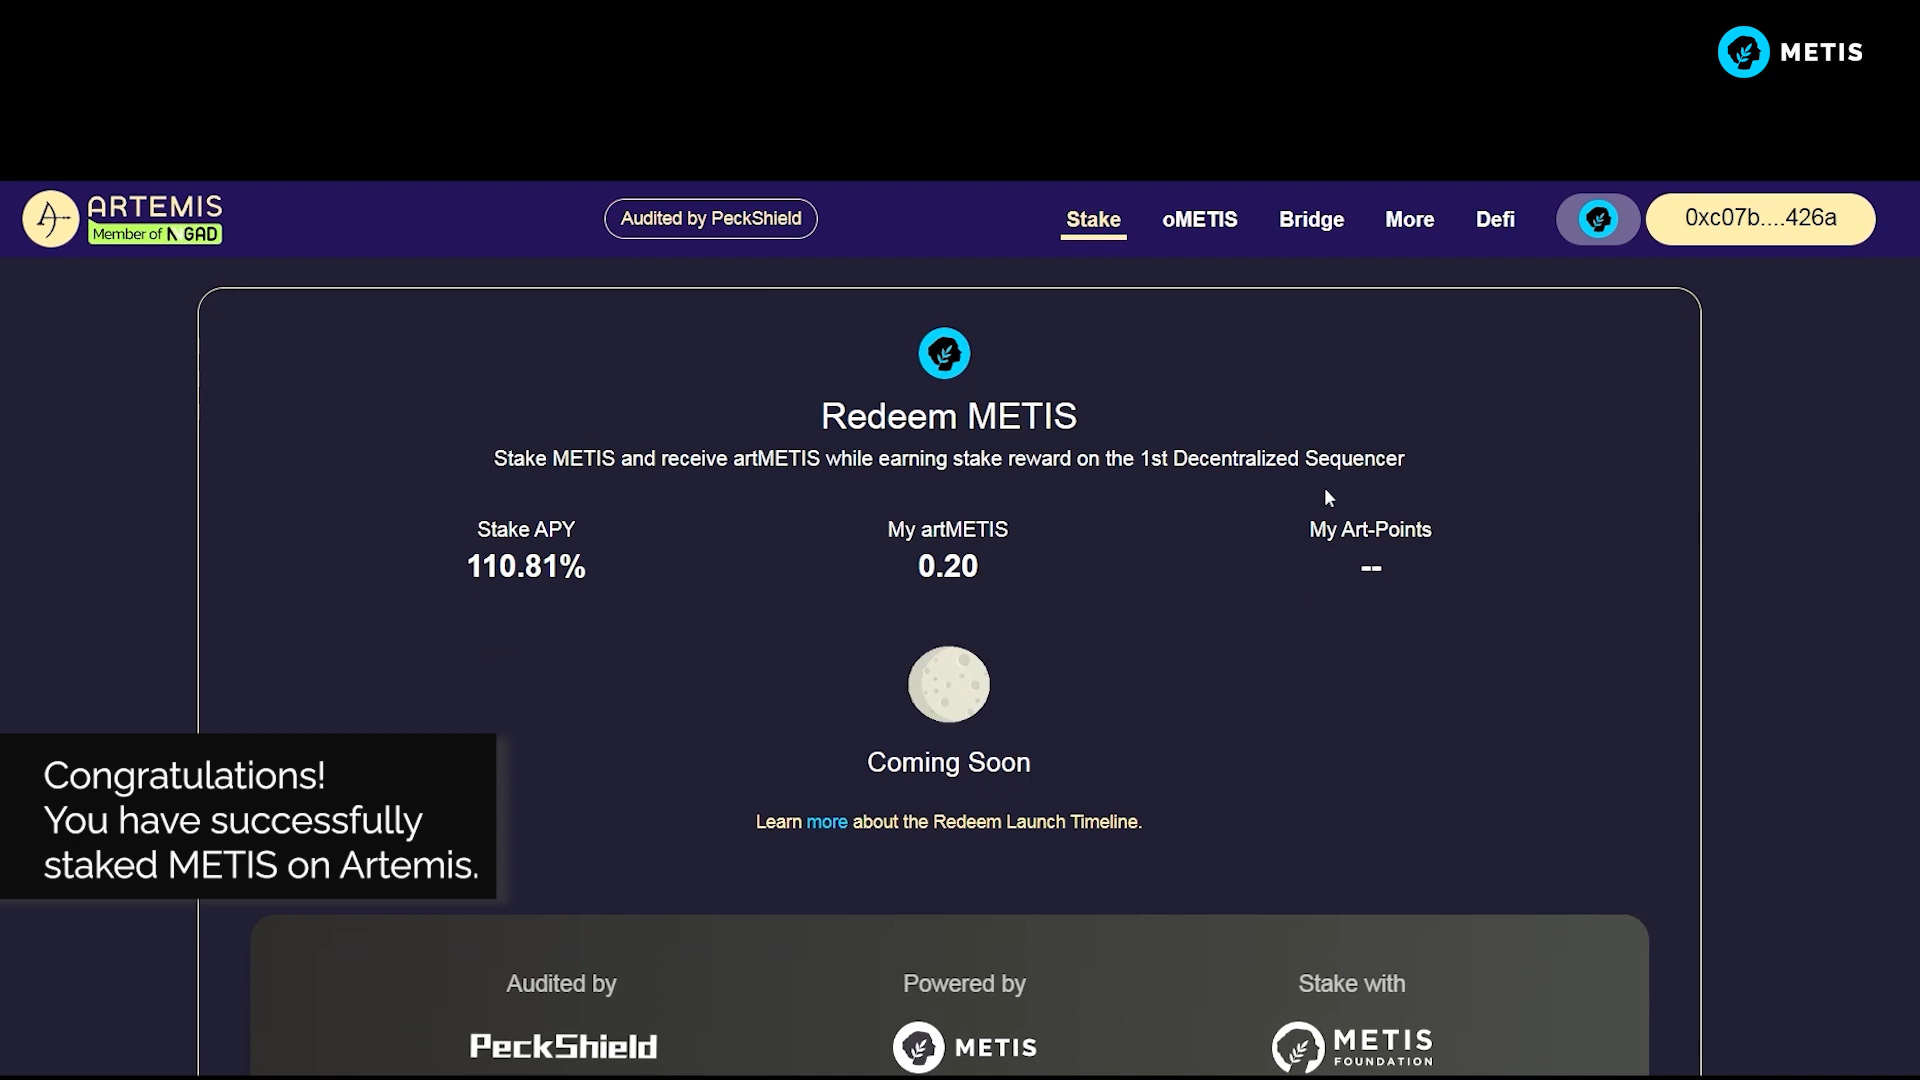 METIS
ARTEMIS
Member of GAD
Audited by PeckShield
Stake
oMETIS
Bridge
More
Defi
0xc07b....426a
Redeem METIS
Stake METIS and receive artMETIS while earning stake reward on the 1st Decentralized Sequencer
Stake APY
110.81%
My artMETIS
0.20
My Art-Points
--
Coming Soon
Learn more about the Redeem Launch Timeline.
Congratulations!
You have successfully
staked METIS on Artemis.
Audited by
PeckShield
Powered by
METIS
Stake with
METIS
FOUNDATION